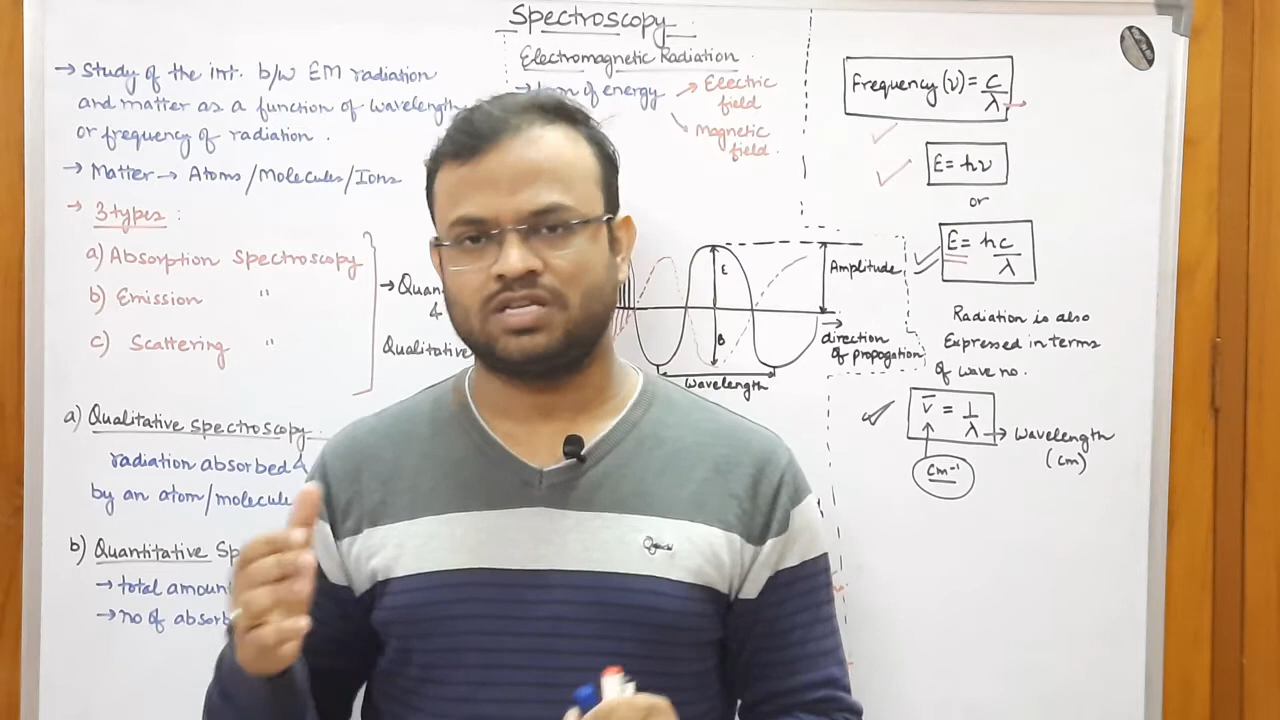 Spectroscopy
→ Study of the int. b/w EM radiation
and matter as a function of wavelength
or frequency of radiation.
→ Matter → Atoms/Molecules/Ions
→ 3 types:
a) Absorption Spectroscopy
b) Emission "
c) Scattering "
→ Quan
&
Qualitative
a) Qualitative Spectroscopy
radiation absorbed &
by an atom/molecule
b) Quantitative Sp
→ total amoun
→ no of absorb
Electromagnetic Radiation
of energy → Electric
field
Magnetic
field.
E
B
Amplitude
direction
of propogation
Wavelength
Frequency (ν) = c/λ
E = hν
or
E = hc/λ
Radiation is also
Expressed in terms
of wave no.
ν̄ = 1/λ → Wavelength
(cm)
cm⁻¹